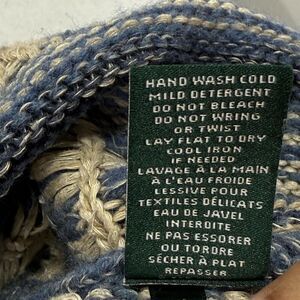 HAND WASH COLD
MILD DETERGENT
DO NOT BLEACH
DO NOT WRING
OR TWIST
LAY FLAT TO DRY
COOL IRON
IF NEEDED
LAVAGE À LA MAIN
À L'EAU FROIDE
LESSIVE POUR
TEXTILES DÉLICATS
EAU DE JAVEL
INTERDITE
NE PAS ESSORER
OU TORDRE
SÉCHER À PLAT
REPASSER